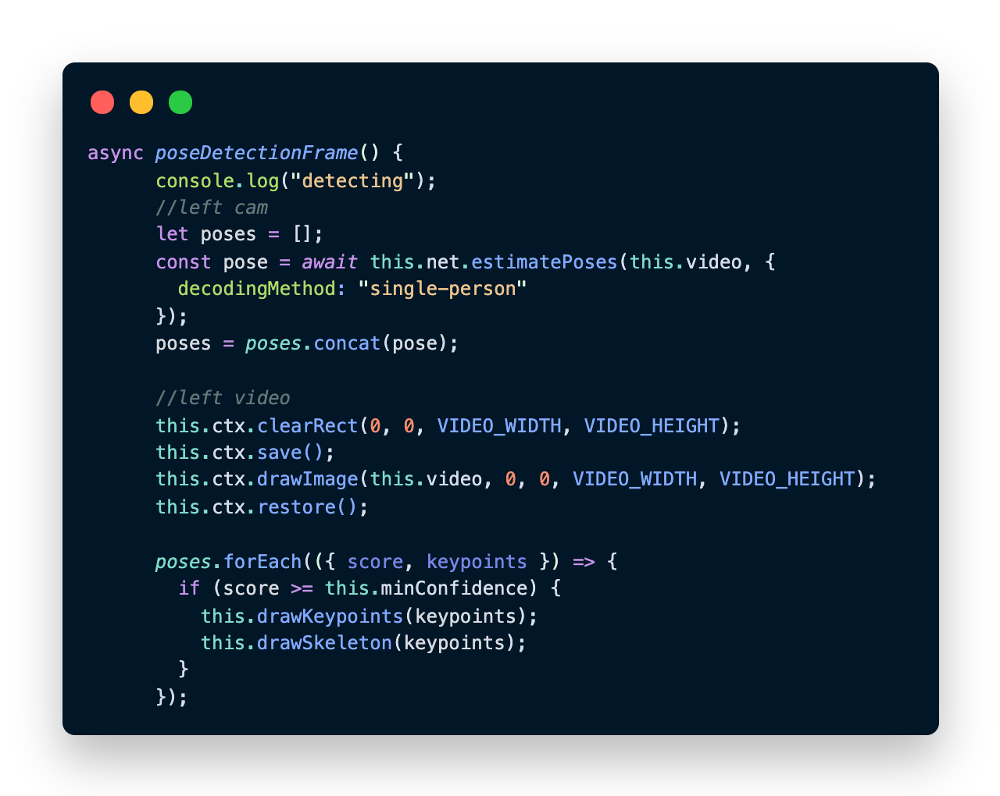 async poseDetectionFrame() {
      console.log("detecting");
      //left cam
      let poses = [];
      const pose = await this.net.estimatePoses(this.video, {
        decodingMethod: "single-person"
      });
      poses = poses.concat(pose);

      //left video
      this.ctx.clearRect(0, 0, VIDEO_WIDTH, VIDEO_HEIGHT);
      this.ctx.save();
      this.ctx.drawImage(this.video, 0, 0, VIDEO_WIDTH, VIDEO_HEIGHT);
      this.ctx.restore();

      poses.forEach(({ score, keypoints }) => {
        if (score >= this.minConfidence) {
          this.drawKeypoints(keypoints);
          this.drawSkeleton(keypoints);
        }
      });